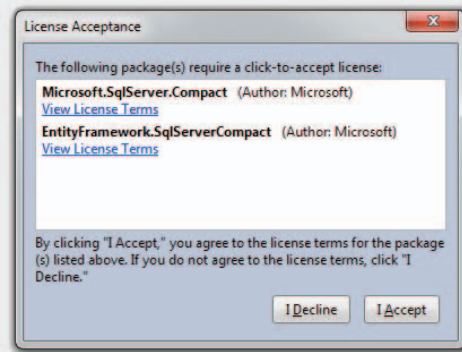 License Acceptance
The following package(s) require a click-to-accept license:
Microsoft.SqlServer.Compact (Author: Microsoft)
View License Terms
EntityFramework.SqlServerCompact (Author: Microsoft)
View License Terms
By clicking "I Accept," you agree to the license terms for the package
(s) listed above. If you do not agree to the license terms, click "I
Decline."
I Decline I Accept